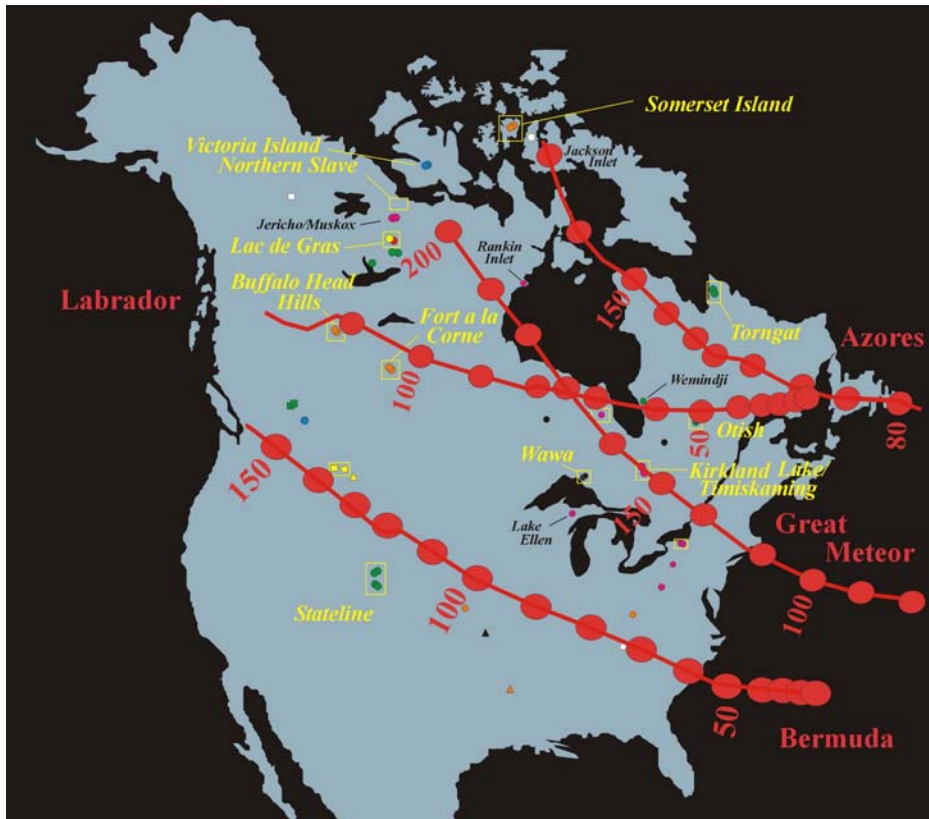 Somerset Island
Victoria Island
Northern Slave
Jackson
Inlet
Jericho/Muskox
Lac de Gras
200
Rankin
Inlet
Buffalo Head
Hills
Labrador
150
Fort a la
Corne
Torngat
Azores
100
Wemindji
80
50
Otish
150
Wawa
Kirkland Lake/
Timiskaming
150
Lake
Ellen
Great
Meteor
100
Stateline
100
50
Bermuda